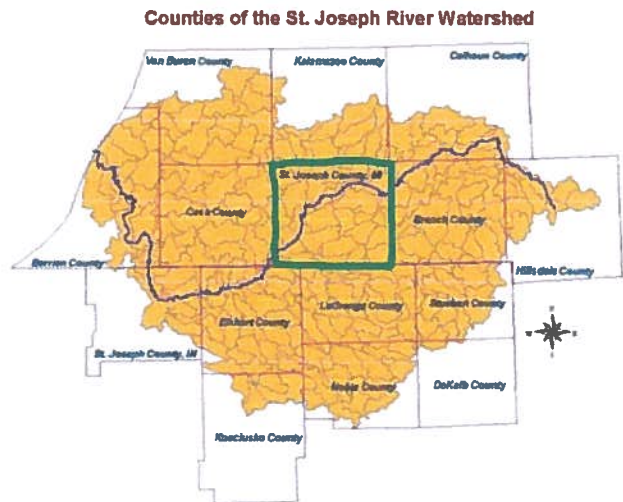 Counties of the St. Joseph River Watershed
Van Buren County
Kalamazoo County
Calhoun County
St. Joseph County, MI
Cass County
Branch County
Berrien County
Hillsdale County
LaGrange County
Steuben County
Elkhart County
St. Joseph County, IN
Noble County
DeKalb County
Kosciusko County